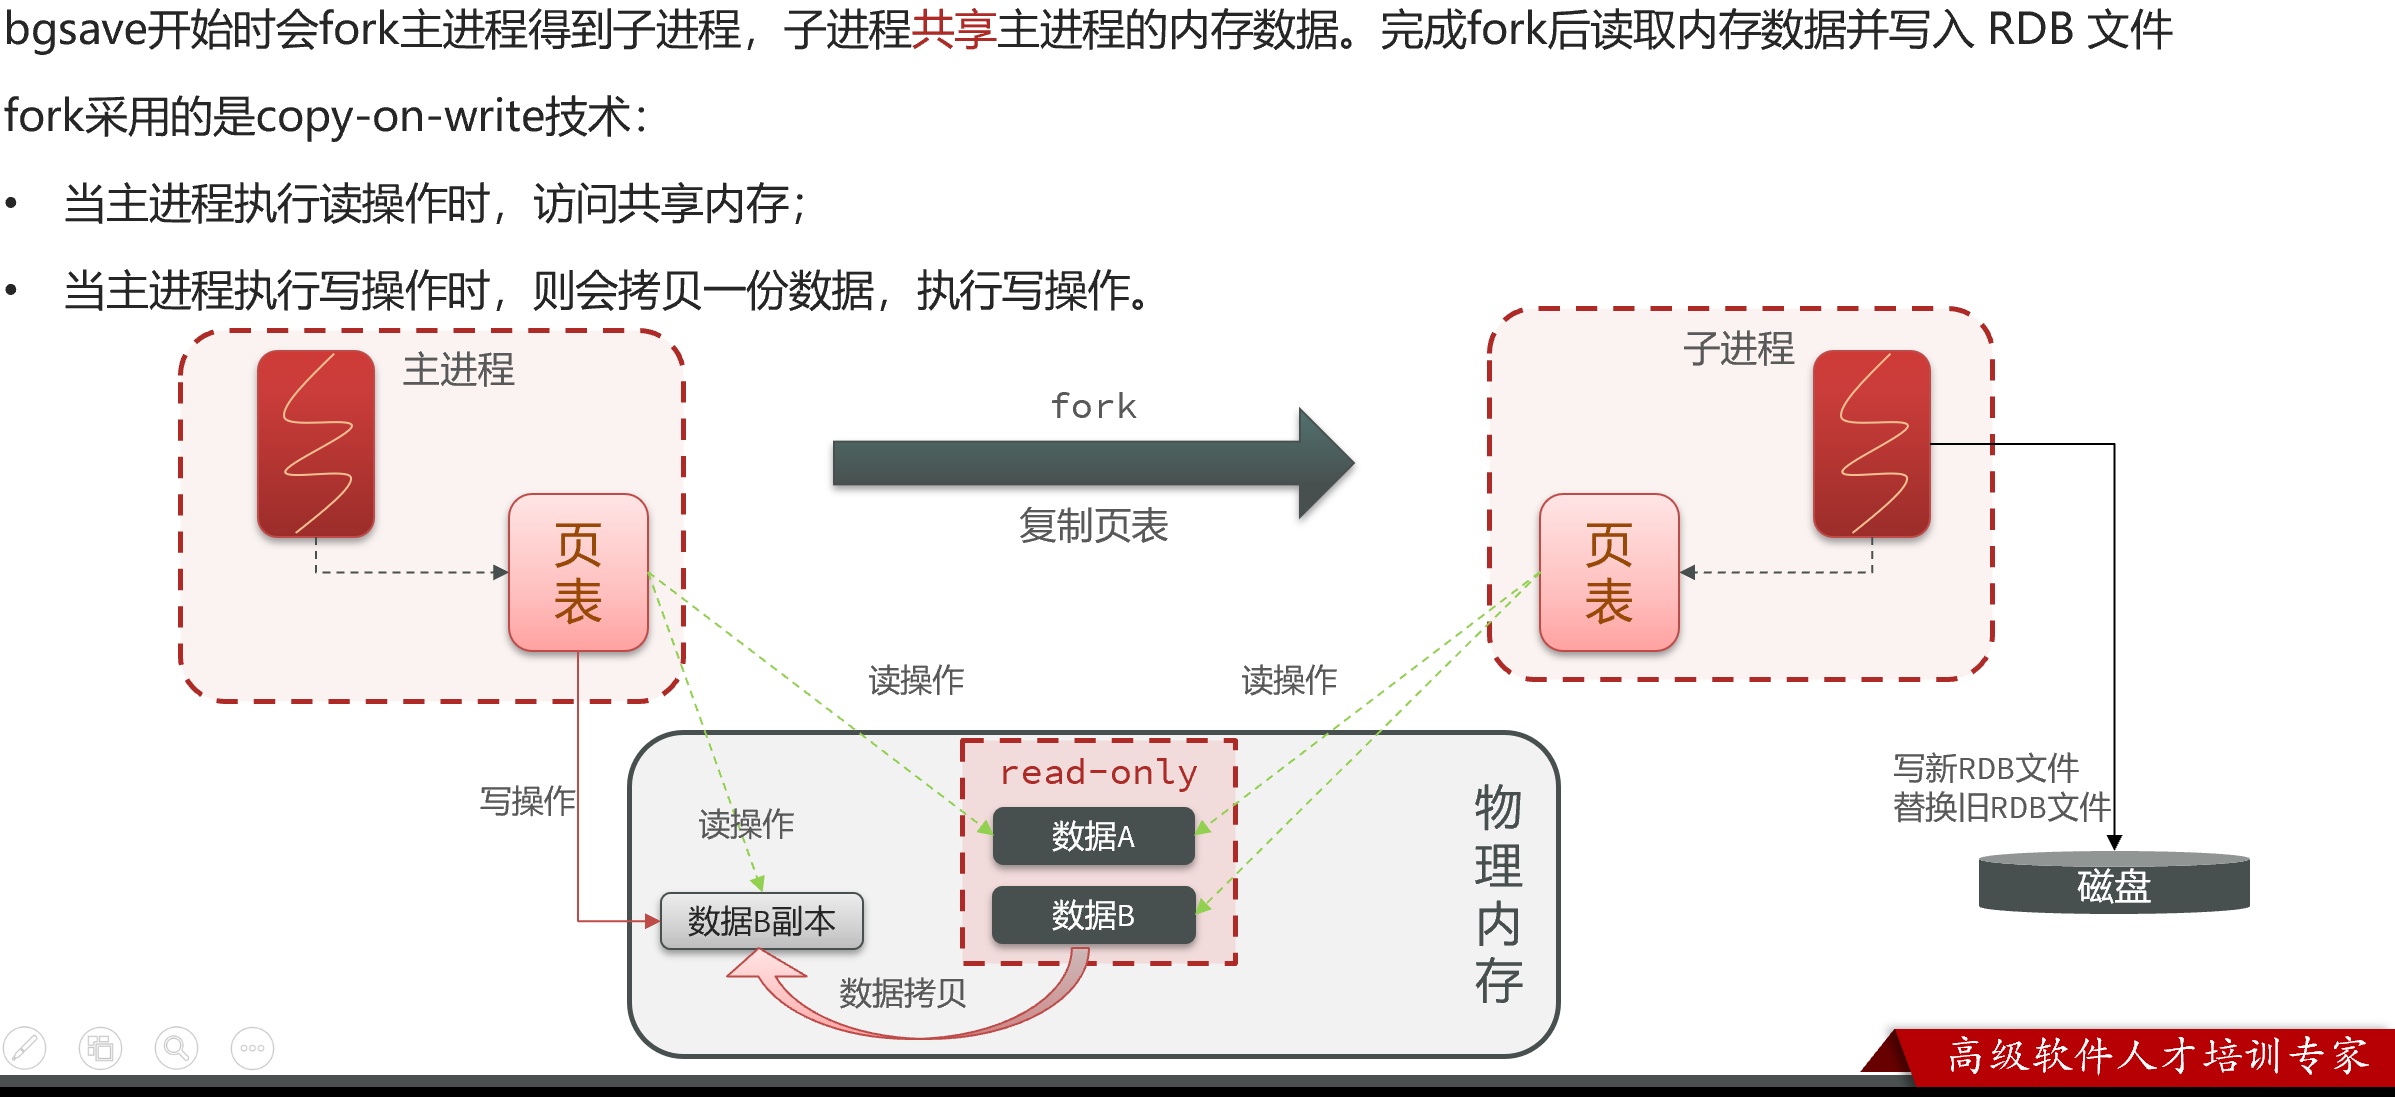 bgsave开始时会fork主进程得到子进程，子进程共享主进程的内存数据。完成fork后读取内存数据并写入 RDB 文件
fork采用的是copy-on-write技术：
• 当主进程执行读操作时，访问共享内存；
• 当主进程执行写操作时，则会拷贝一份数据，执行写操作。
主进程
子进程
fork
复制页表
页
表
页
表
读操作
读操作
写操作
读操作
read-only
数据A
数据B
数据B副本
数据拷贝
物
理
内
存
写新RDB文件
替换旧RDB文件
磁盘
高级软件人才培训专家